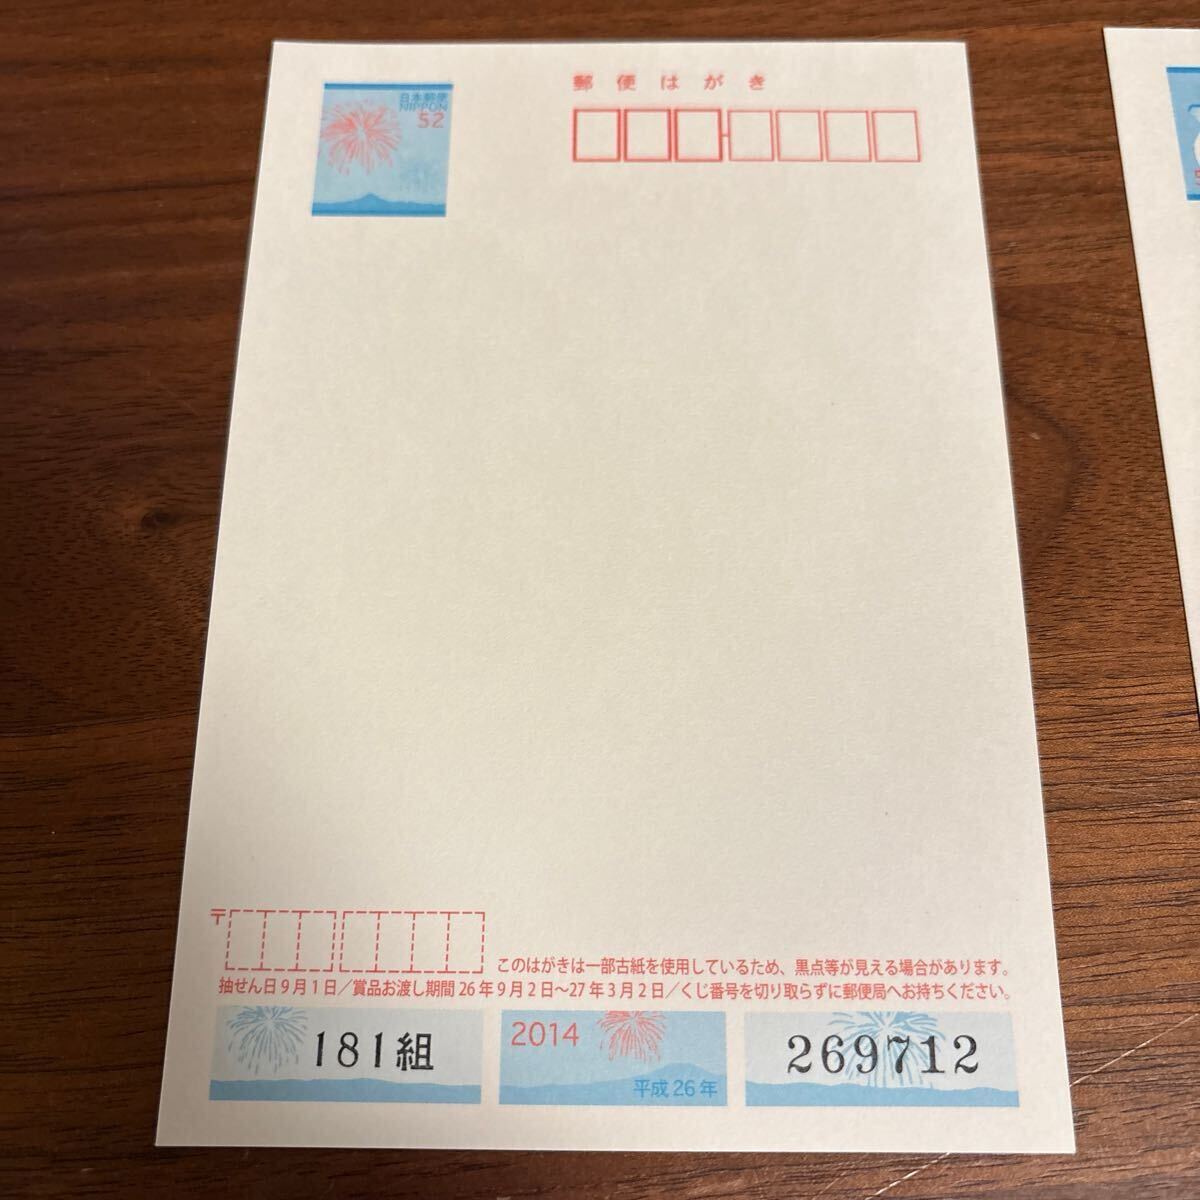 郵便はがき
日本郵便
NIPPON
52
〒
このはがきは一部古紙を使用しているため、黒点等が見える場合があります。
抽せん日9月1日／賞品お渡し期間26年9月2日〜27年3月2日／くじ番号を切り取らずに郵便局へお持ちください。
181組
2014
平成26年
269712
5